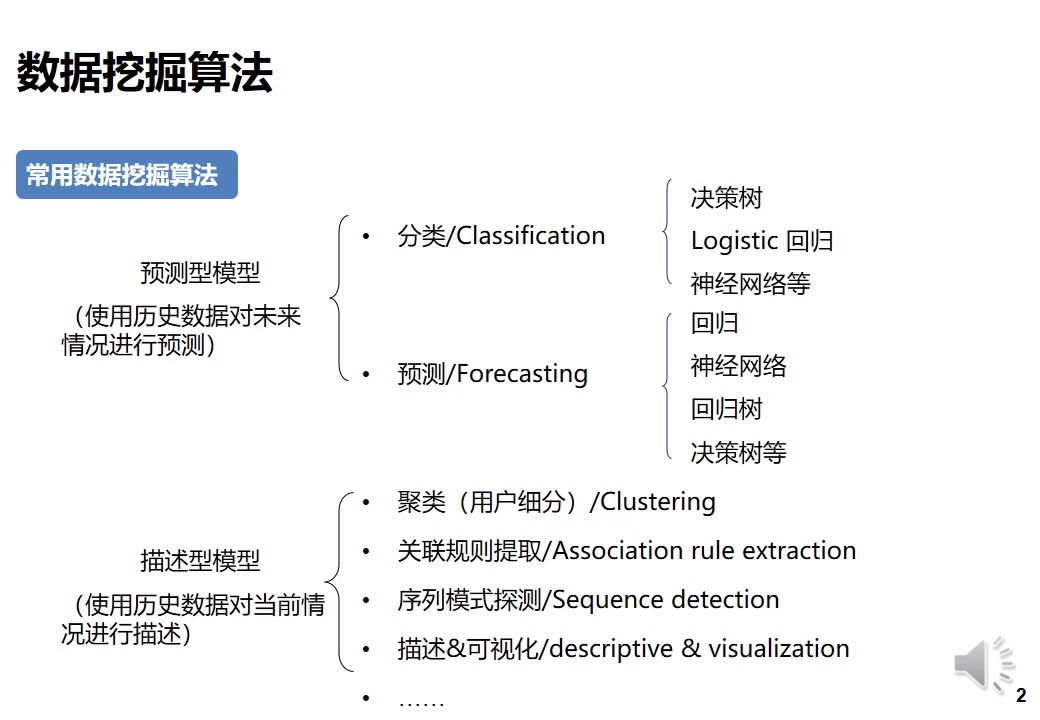 数据挖掘算法
常用数据挖掘算法
预测型模型
（使用历史数据对未来
情况进行预测）
• 分类/Classification
决策树
Logistic 回归
神经网络等
• 预测/Forecasting
回归
神经网络
回归树
决策树等
描述型模型
（使用历史数据对当前情
况进行描述）
• 聚类（用户细分）/Clustering
• 关联规则提取/Association rule extraction
• 序列模式探测/Sequence detection
• 描述&可视化/descriptive & visualization
• ……
2